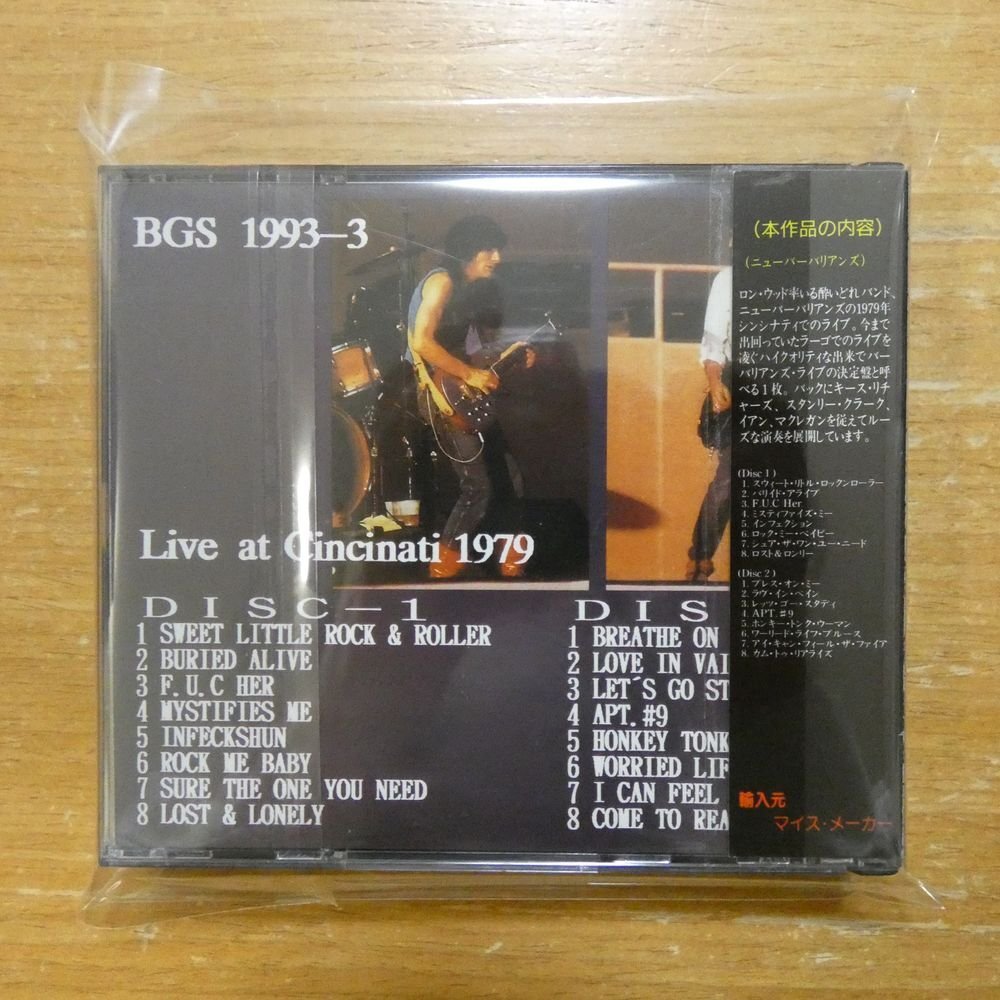 BGS 1993-3
Live at Cincinati 1979
DISC-1
1 SWEET LITTLE ROCK & ROLLER
2 BURIED ALIVE
3 F.U.C HER
4 MYSTIFIES ME
5 INFECKSHUN
6 ROCK ME BABY
7 SURE THE ONE YOU NEED
8 LOST & LONELY
DIS
1 BREATHE ON
2 LOVE IN VAI
3 LET´S GO ST
4 APT.#9
5 HONKEY TONK
6 WORRIED LIF
7 I CAN FEEL
8 COME TO REA
(本作品の内容)
(ニューバーバリアンズ)
ロン・ウッド率いる酔いどれバンド、
ニューバーバリアンズの1979年
シンシナティでのライブ。今まで
出回っていたラーゴでのライブを
凌ぐハイクオリティな出来でバー
バリアンズ・ライブの決定盤と呼
べる1枚。バックにキース・リチ
ャーズ、スタンリー・クラーク、
イアン、マクレガンを従えてルー
ズな演奏を展開しています。
(Disc 1)
1. スウィート・リトル・ロックンローラー
2. バリイド・アライブ
3. F.U.C Her
4. ミスティファイズ・ミー
5. インフェクション
6. ロック・ミー・ベイビー
7. シュア・ザ・ワン・ユー・ニード
8. ロスト&ロンリー
(Disc 2)
1. ブレス・オン・ミー
2. ラヴ・イン・ベイン
3. レッツ・ゴー・スタディ
4. APT. #9
5. ホンキー・トンク・ウーマン
6. ワーリード・ライフ・ブルース
7. アイ・キャン・フィール・ザ・ファイア
8. カム・トゥ・リアライズ
輸入元
マイス・メーカー